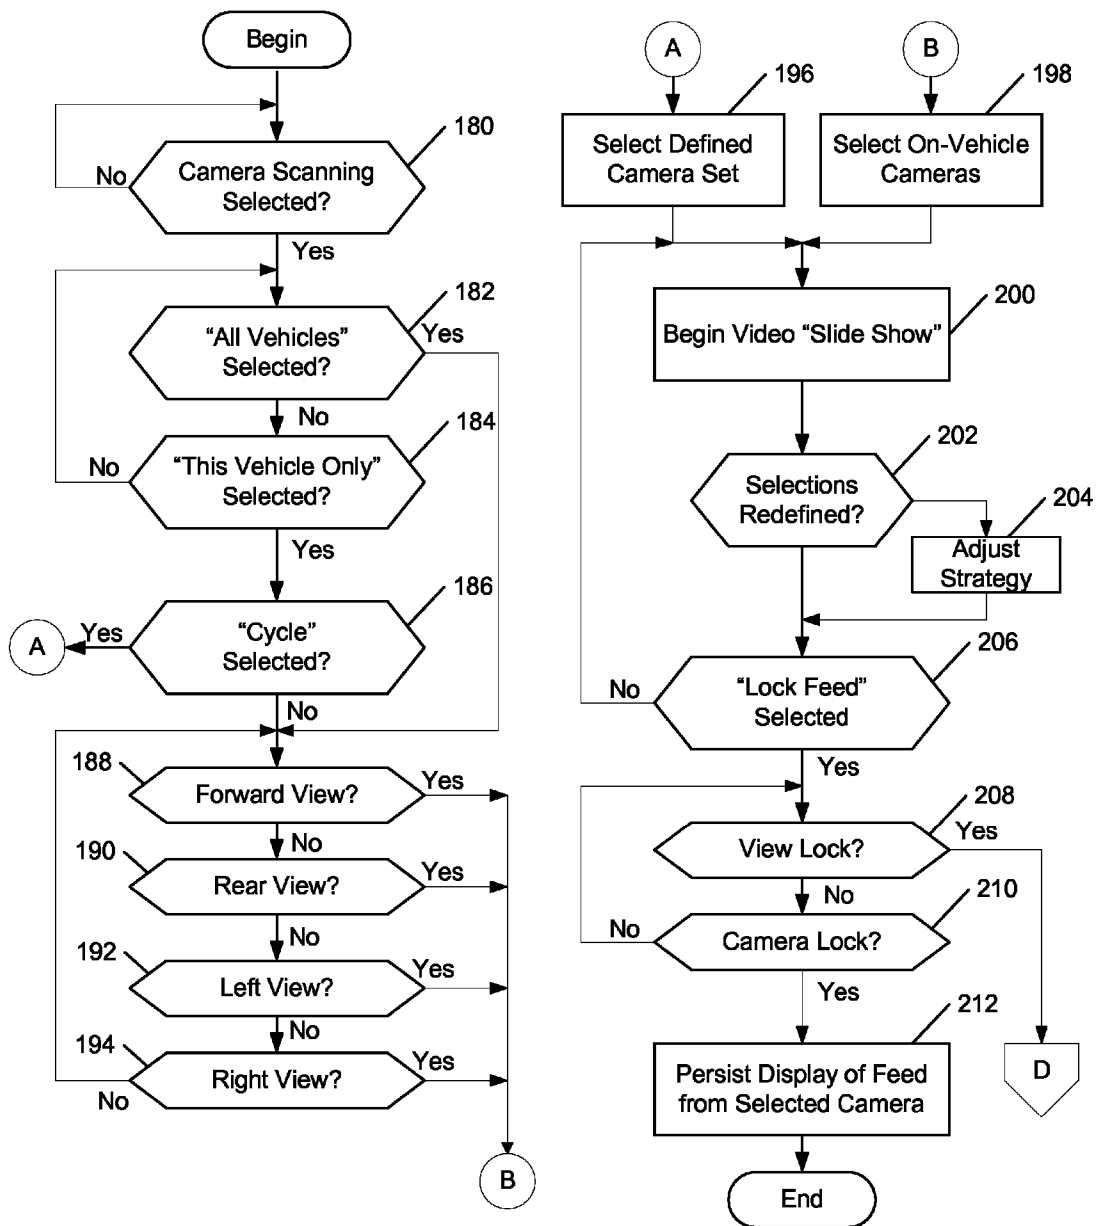 Begin
180
Camera Scanning
Selected?
No
Yes
182
“All Vehicles”
Selected?
Yes
No
184
“This Vehicle Only”
Selected?
No
Yes
186
“Cycle”
Selected?
Yes
A
No
188
Forward View?
Yes
No
190
Rear View?
Yes
No
192
Left View?
Yes
No
194
Right View?
Yes
No
B
A
B
196
198
Select Defined
Camera Set
Select On-Vehicle
Cameras
200
Begin Video “Slide Show”
202
Selections
Redefined?
204
Adjust
Strategy
206
“Lock Feed”
Selected
No
Yes
208
View Lock?
Yes
No
210
Camera Lock?
No
Yes
212
Persist Display of Feed
from Selected Camera
D
End